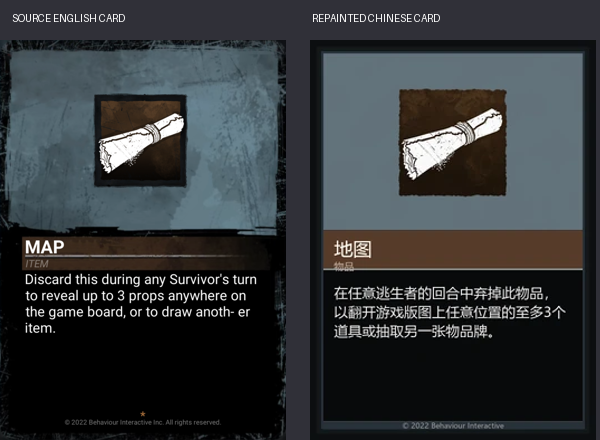 SOURCE ENGLISH CARD
REPAINTED CHINESE CARD
MAP
ITEM
Discard this during any Survivor's turn
to reveal up to 3 props anywhere on
the game board, or to draw anoth- er
item.
© 2022 Behaviour Interactive Inc. All rights reserved.
地图
物品
在任意逃生者的回合中弃掉此物品，
以翻开游戏版图上任意位置的至多3个
道具或抽取另一张物品牌。
© 2022 Behaviour Interactive